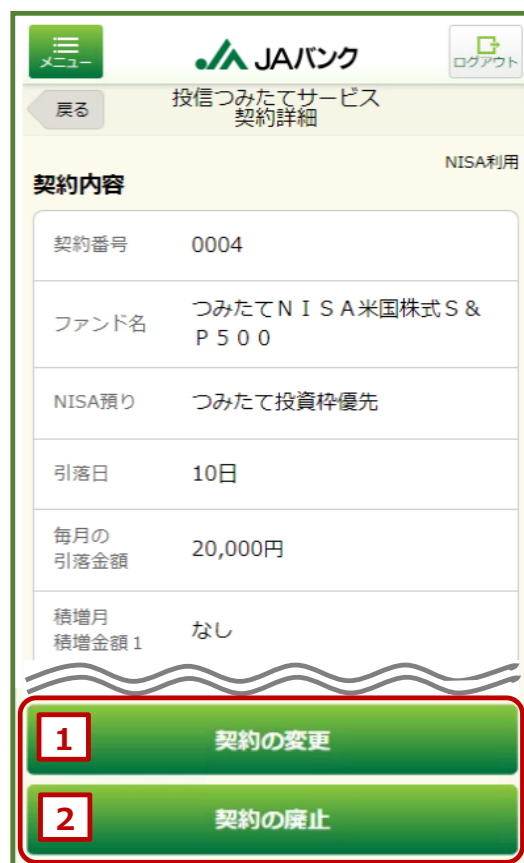 メニュー
JAバンク
ログアウト
戻る
投信つみたてサービス
契約詳細
NISA利用
契約内容
契約番号
0004
ファンド名
つみたてＮＩＳＡ米国株式Ｓ＆
Ｐ５００
NISA預り
つみたて投資枠優先
引落日
10日
毎月の
引落金額
20,000円
積増月
積増金額１
なし
1
契約の変更
2
契約の廃止